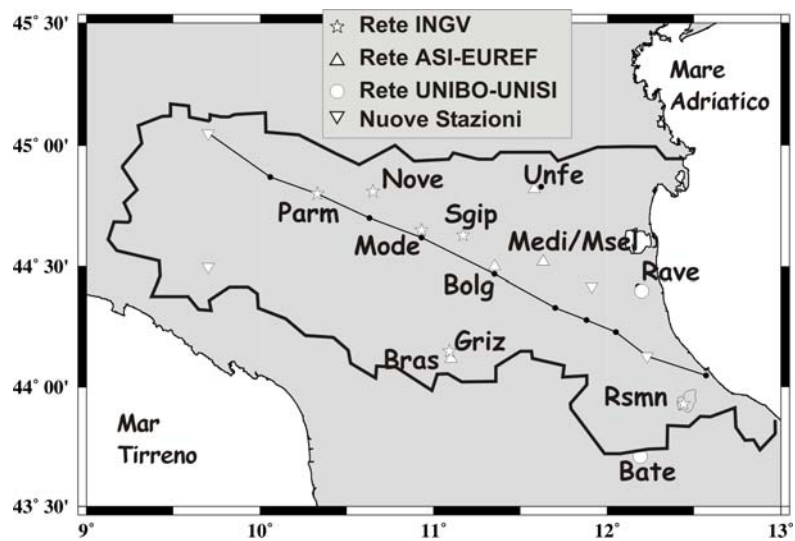 45° 30'
45° 00'
44° 30'
44° 00'
43° 30'
9°
10°
11°
12°
13°
Rete INGV
Rete ASI-EUREF
Rete UNIBO-UNISI
Nuove Stazioni
Mare
Adriatico
Nove
Unfe
Parm
Sgip
Mode
Medi/Msel
Bolg
Rave
Griz
Bras
Rsmn
Mar
Tirreno
Bate